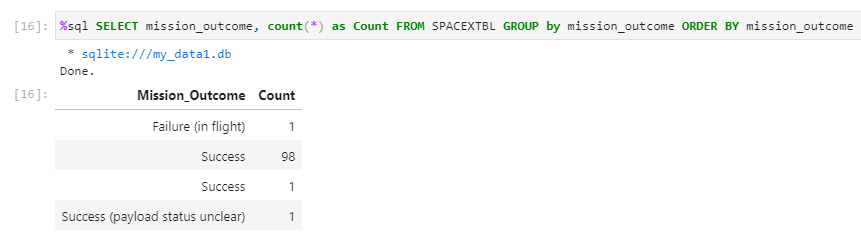 [16]: %sql SELECT mission_outcome, count(*) as Count FROM SPACEXTBL GROUP by mission_outcome ORDER BY mission_outcome
* sqlite:///my_data1.db
Done.
[16]: Mission_Outcome Count
Failure (in flight) 1
Success 98
Success 1
Success (payload status unclear) 1